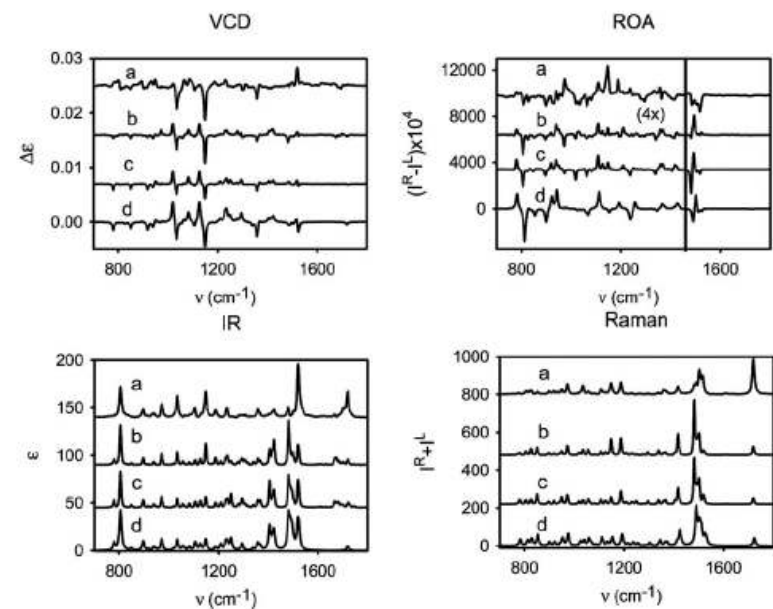 VCD
0.03
0.02
0.01
0.00
Δε
a
b
c
d
800 1200 1600
ν (cm-1)
ROA
12000
8000
4000
0
(I^R-I^L)x10^4
a
(4x)
b
c
d
800 1200 1600
ν (cm-1)
IR
200
150
100
50
0
ε
a
b
c
d
800 1200 1600
ν (cm-1)
Raman
1000
800
600
400
200
0
I^R+I^L
a
b
c
d
800 1200 1600
ν (cm-1)